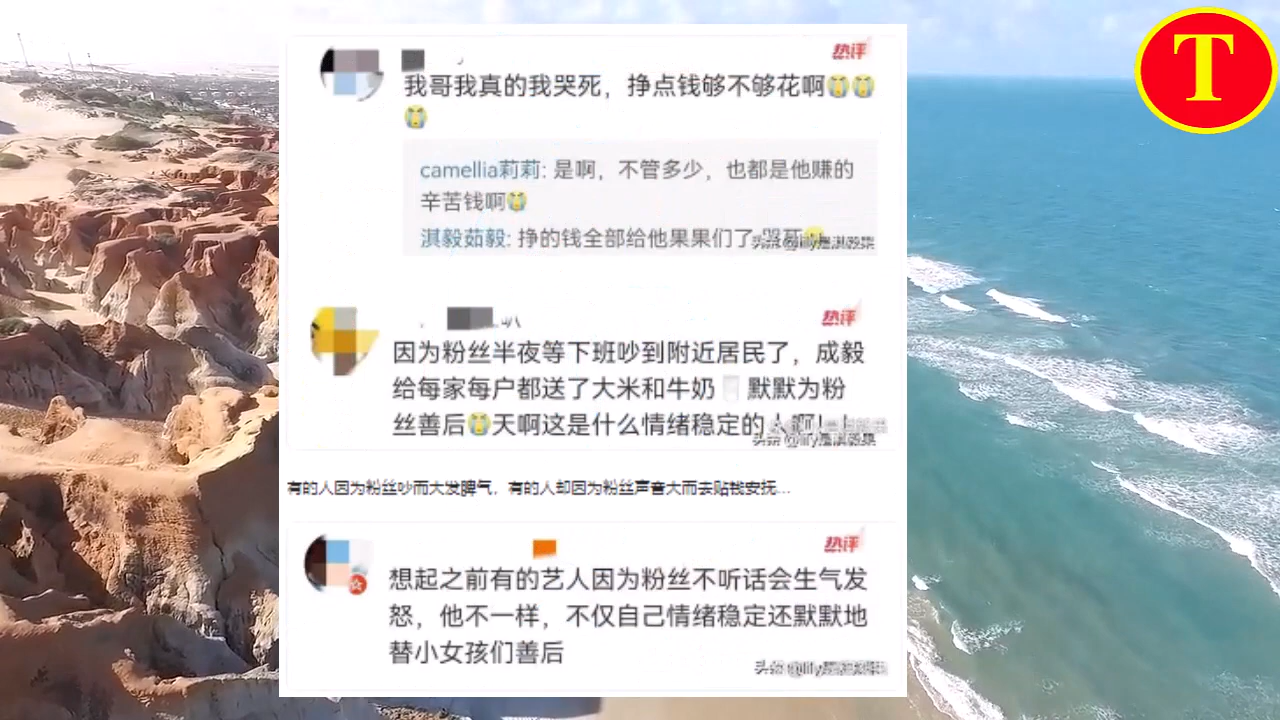 T
热评
我哥我真的我哭死，挣点钱够不够花啊😭😭
😭
camellia莉莉: 是啊，不管多少，也都是他赚的
辛苦钱啊😭
淇毅茹毅: 挣的钱全部给他果果们了
热评
因为粉丝半夜等下班吵到附近居民了，成毅
给每家每户都送了大米和牛奶🥛默默为粉
丝善后😭天啊这是什么情绪稳定的人啊！！
有的人因为粉丝吵而大发脾气，有的人却因为粉丝声音大而去贴钱安抚...
热评
想起之前有的艺人因为粉丝不听话会生气发
怒，他不一样，不仅自己情绪稳定还默默地
替小女孩们善后
头条 @lily